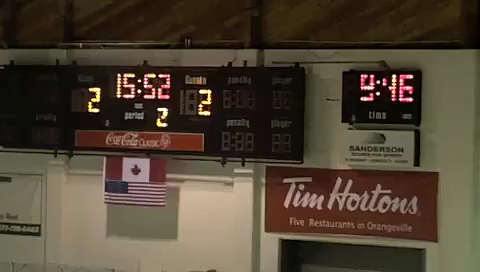 Home
15:52
Guests
penalty
player
2
period
2
2
penalty
player
Coca-Cola CLASSIC
9:16
time
SANDERSON
Tim Hortons
Five Restaurants in Orangeville